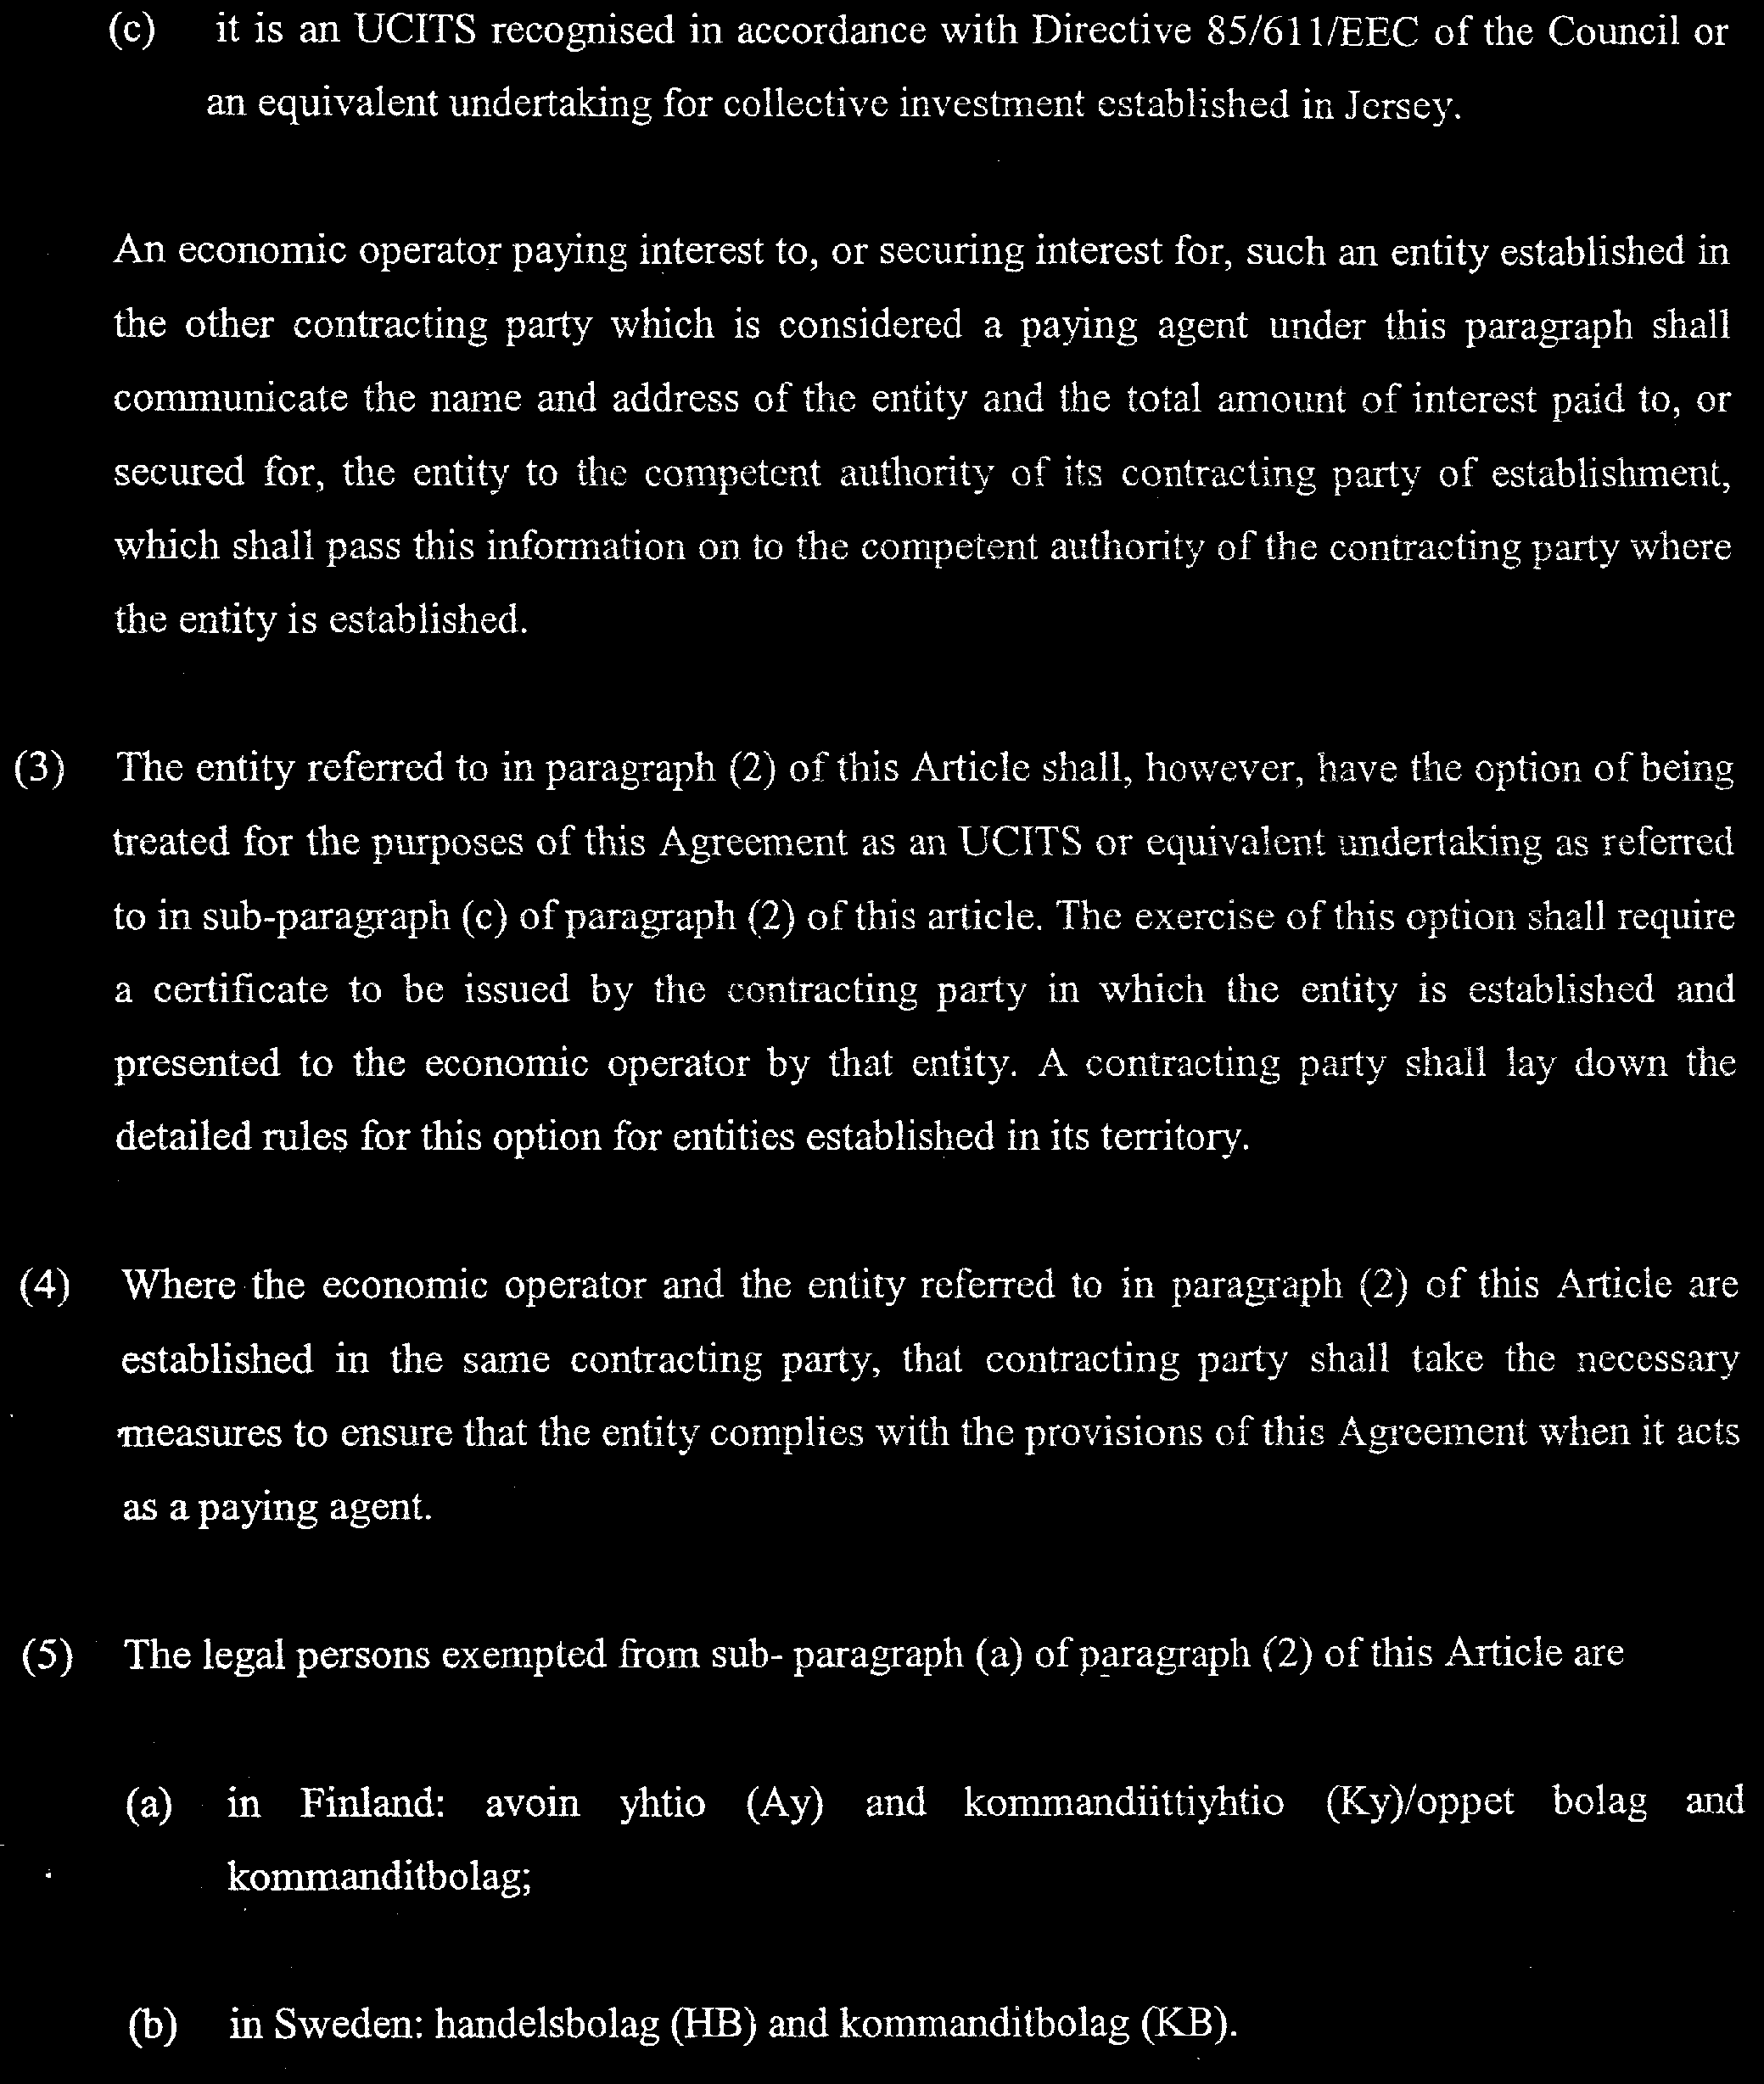 (c) it is an UCITS recognised in accordance with Directive 85/611/EEC of the Council or
an equivalent undertaking for collective investment established in Jersey.
An economic operator paying interest to, or securing interest for, such an entity established in
the other contracting party which is considered a paying agent under this paragraph shall
communicate the name and address of the entity and the total amount of interest paid to, or
secured for, the entity to the competent authority of its contracting party of establishment,
which shall pass this information on to the competent authority of the contracting party where
the entity is established.
(3) The entity referred to in paragraph (2) of this Article shall, however, have the option of being
treated for the purposes of this Agreement as an UCITS or equivalent undertaking as referred
to in sub-paragraph (c) of paragraph (2) of this article. The exercise of this option shall require
a certificate to be issued by the contracting party in which the entity is established and
presented to the economic operator by that entity. A contracting party shall lay down the
detailed rules for this option for entities established in its territory.
(4) Where the economic operator and the entity referred to in paragraph (2) of this Article are
established in the same contracting party, that contracting party shall take the necessary
measures to ensure that the entity complies with the provisions of this Agreement when it acts
as a paying agent.
(5) The legal persons exempted from sub- paragraph (a) of paragraph (2) of this Article are
(a) in Finland: avoin yhtio (Ay) and kommandiittiyhtio (Ky)/oppet bolag and
kommanditbolag;
(b) in Sweden: handelsbolag (HB) and kommanditbolag (KB).